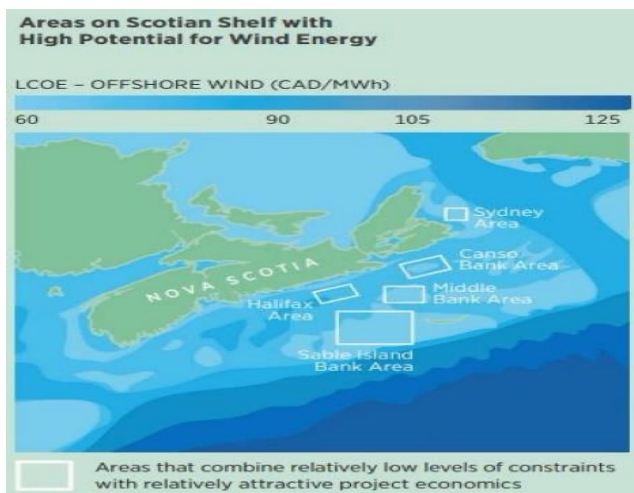 Areas on Scotian Shelf with
High Potential for Wind Energy
LCOE – OFFSHORE WIND (CAD/MWh)
60 90 105 125
Sydney
Area
Canso
Bank Area
NOVA SCOTIA
Middle
Bank Area
Halifax
Area
Sable Island
Bank Area
Areas that combine relatively low levels of constraints
with relatively attractive project economics